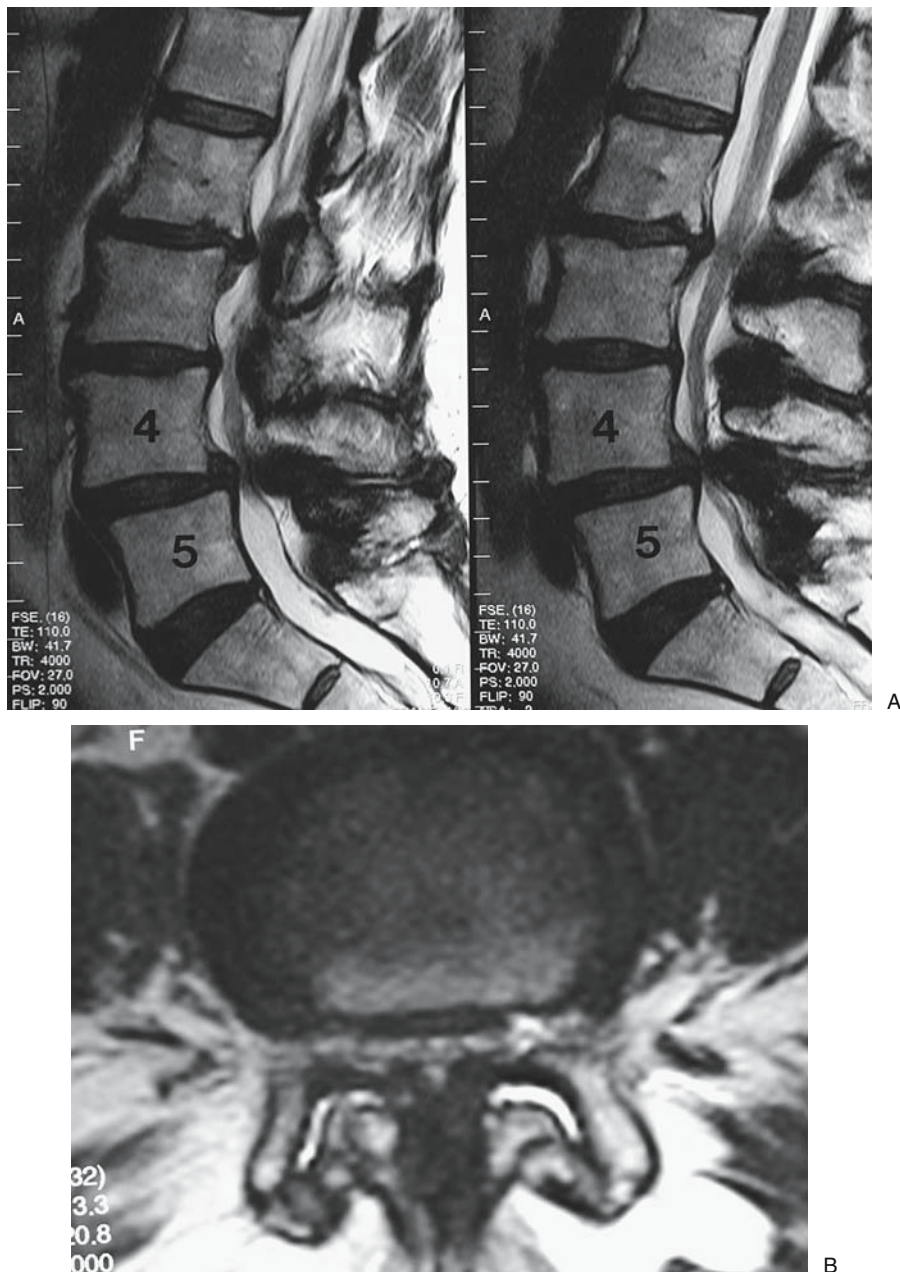 A
4
5
FSE. (16)
TE: 110.0
BW: 41.7
TR: 4000
FOV: 27.0
PS: 2.000
FLIP: 90
A
4
5
FSE. (16)
TE: 110.0
BW: 41.7
TR: 4000
FOV: 27.0
PS: 2.000
FLIP: 90
A
F
32)
3.3
20.8
000
B